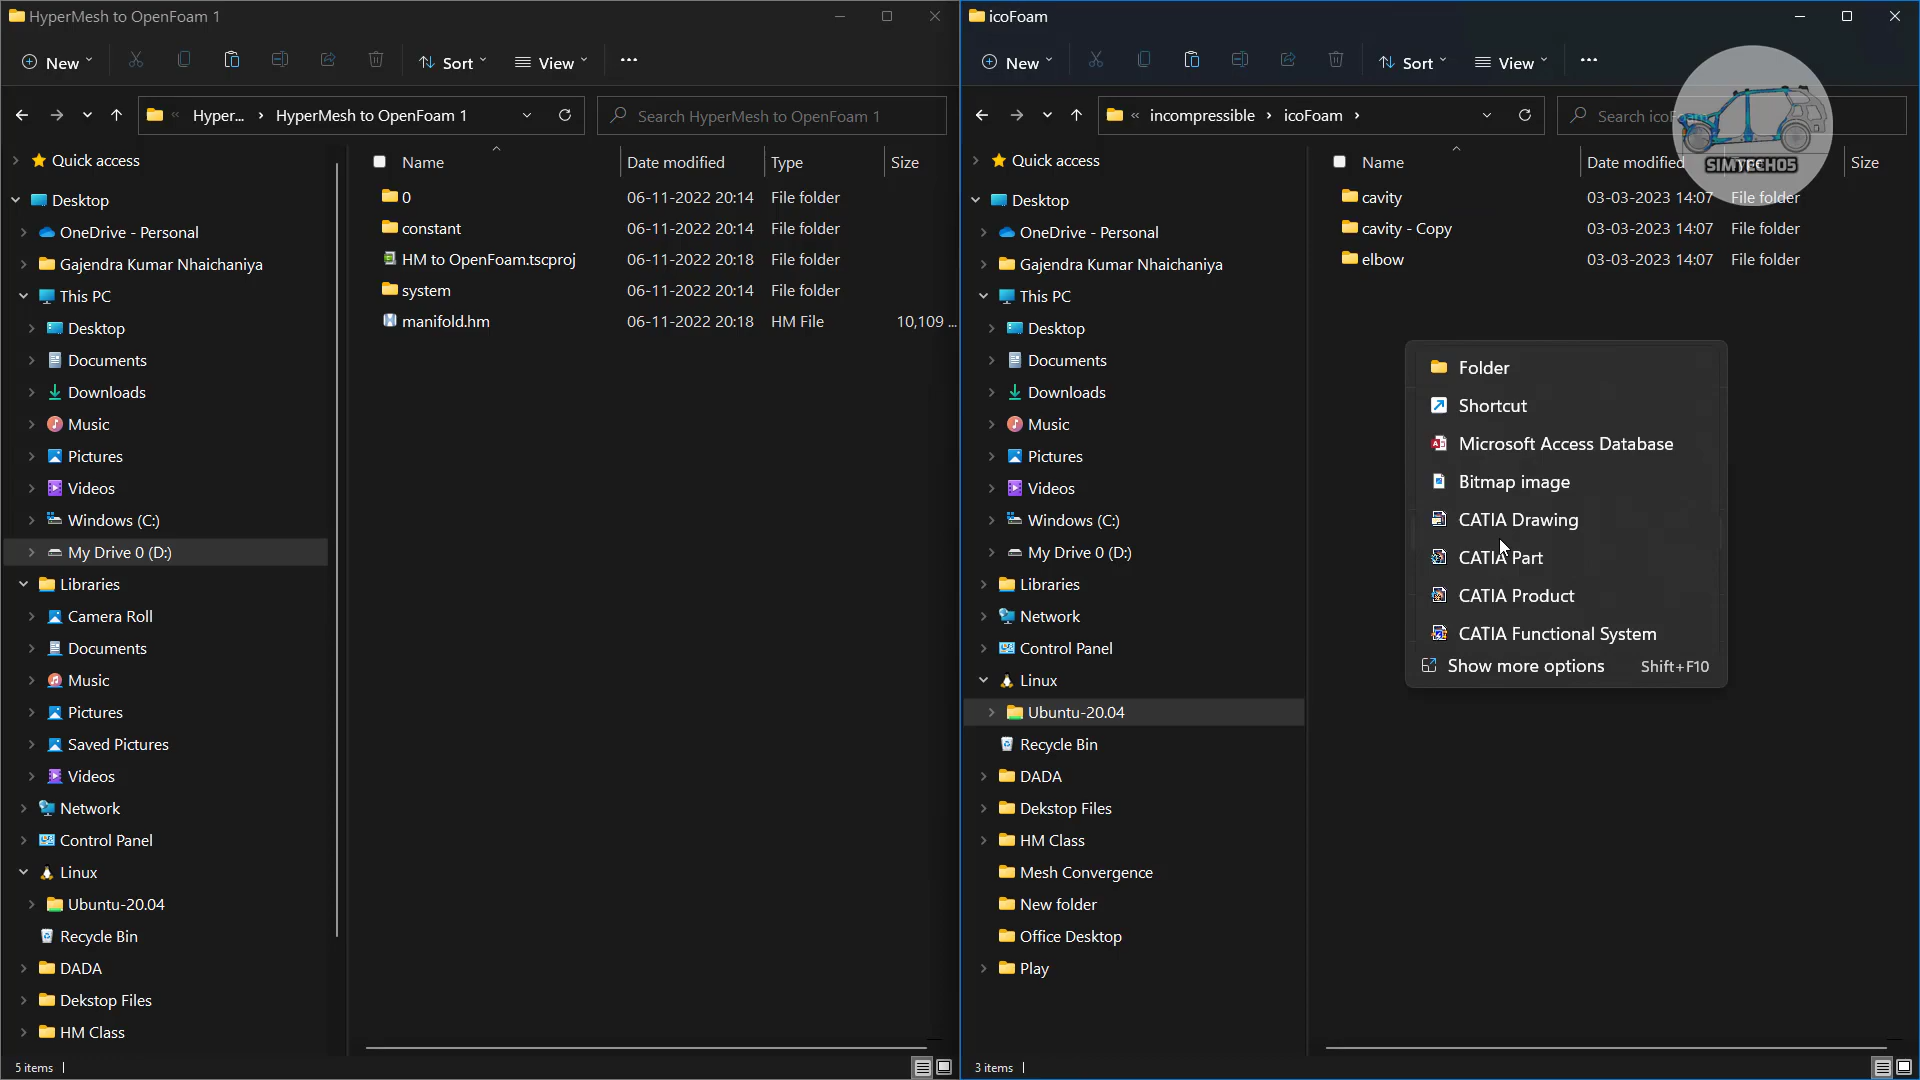 HyperMesh to OpenFoam 1
New
Sort
View
Hyper... > HyperMesh to OpenFoam 1
Search HyperMesh to OpenFoam 1
Quick access
Desktop
OneDrive - Personal
Gajendra Kumar Nhaichaniya
This PC
Desktop
Documents
Downloads
Music
Pictures
Videos
Windows (C:)
My Drive 0 (D:)
Libraries
Camera Roll
Documents
Music
Pictures
Saved Pictures
Videos
Network
Control Panel
Linux
Ubuntu-20.04
Recycle Bin
DADA
Dekstop Files
HM Class
Name Date modified Type Size
0 06-11-2022 20:14 File folder
constant 06-11-2022 20:14 File folder
HM to OpenFoam.tscproj 06-11-2022 20:18 File folder
system 06-11-2022 20:14 File folder
manifold.hm 06-11-2022 20:18 HM File 10,109 ...
5 items
icoFoam
New
Sort
View
incompressible > icoFoam >
Search icoFoam
SIMTECH05
Quick access
Desktop
OneDrive - Personal
Gajendra Kumar Nhaichaniya
This PC
Desktop
Documents
Downloads
Music
Pictures
Videos
Windows (C:)
My Drive 0 (D:)
Libraries
Network
Control Panel
Linux
Ubuntu-20.04
Recycle Bin
DADA
Dekstop Files
HM Class
Mesh Convergence
New folder
Office Desktop
Play
Name Date modified Type Size
cavity 03-03-2023 14:07 File folder
cavity - Copy 03-03-2023 14:07 File folder
elbow 03-03-2023 14:07 File folder
Folder
Shortcut
Microsoft Access Database
Bitmap image
CATIA Drawing
CATIA Part
CATIA Product
CATIA Functional System
Show more options Shift+F10
3 items